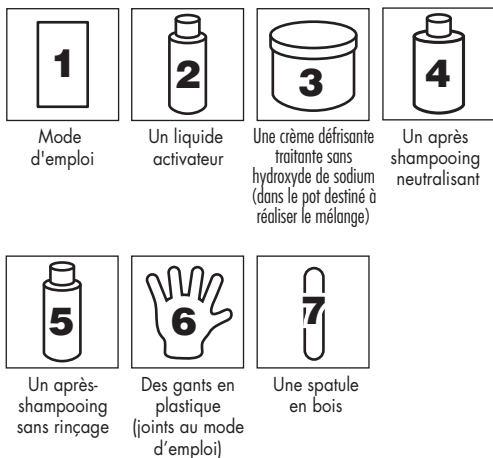 1
2
3
4
Mode
d'emploi
Un liquide
activateur
Une crème défrisante
traitante sans
hydroxyde de sodium
(dans le pot destiné à
réaliser le mélange)
Un après
shampooing
neutralisant
5
6
7
Un après-
shampooing
sans rinçage
Des gants en
plastique
(joints au mode
d’emploi)
Une spatule
en bois